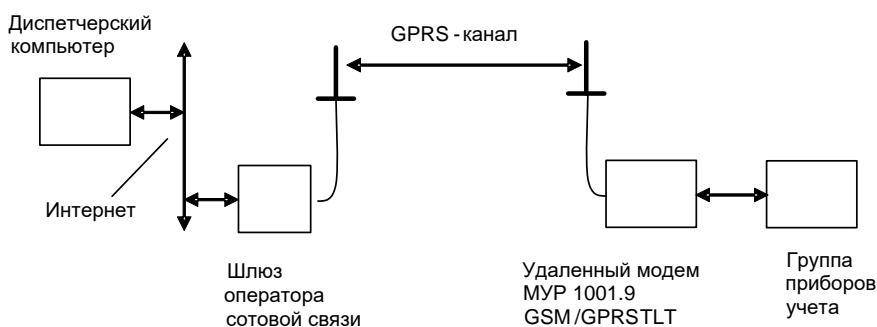 Диспетчерский
компьютер
GPRS - канал
Интернет
Шлюз
оператора
сотовой связи
Удаленный модем
МУР 1001.9
GSM /GPRSTLT
Группа
приборов
учета